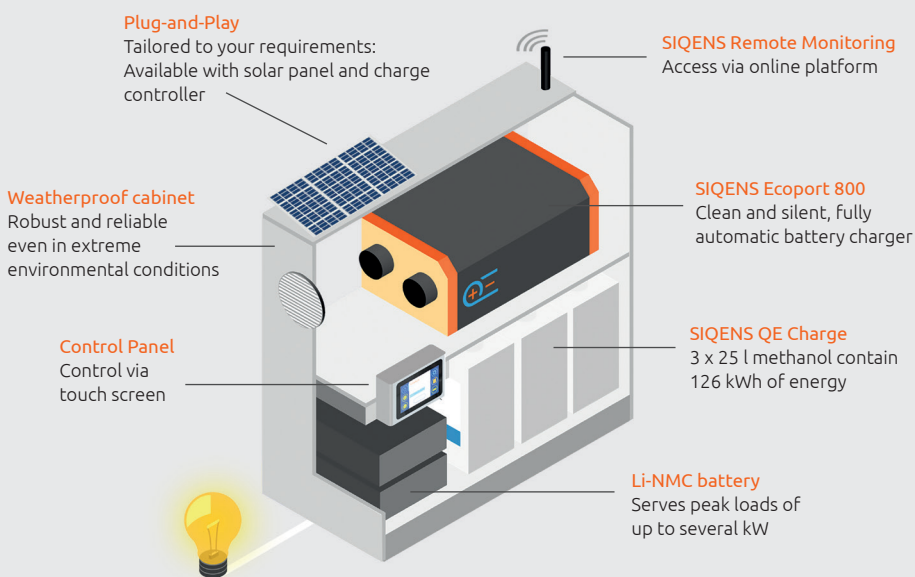 Plug-and-Play
Tailored to your requirements:
Available with solar panel and charge
controller
SIQENS Remote Monitoring
Access via online platform
Weatherproof cabinet
Robust and reliable
even in extreme
environmental conditions
SIQENS Ecoport 800
Clean and silent, fully
automatic battery charger
Control Panel
Control via
touch screen
SIQENS QE Charge
3 x 25 l methanol contain
126 kWh of energy
Li-NMC battery
Serves peak loads of
up to several kW